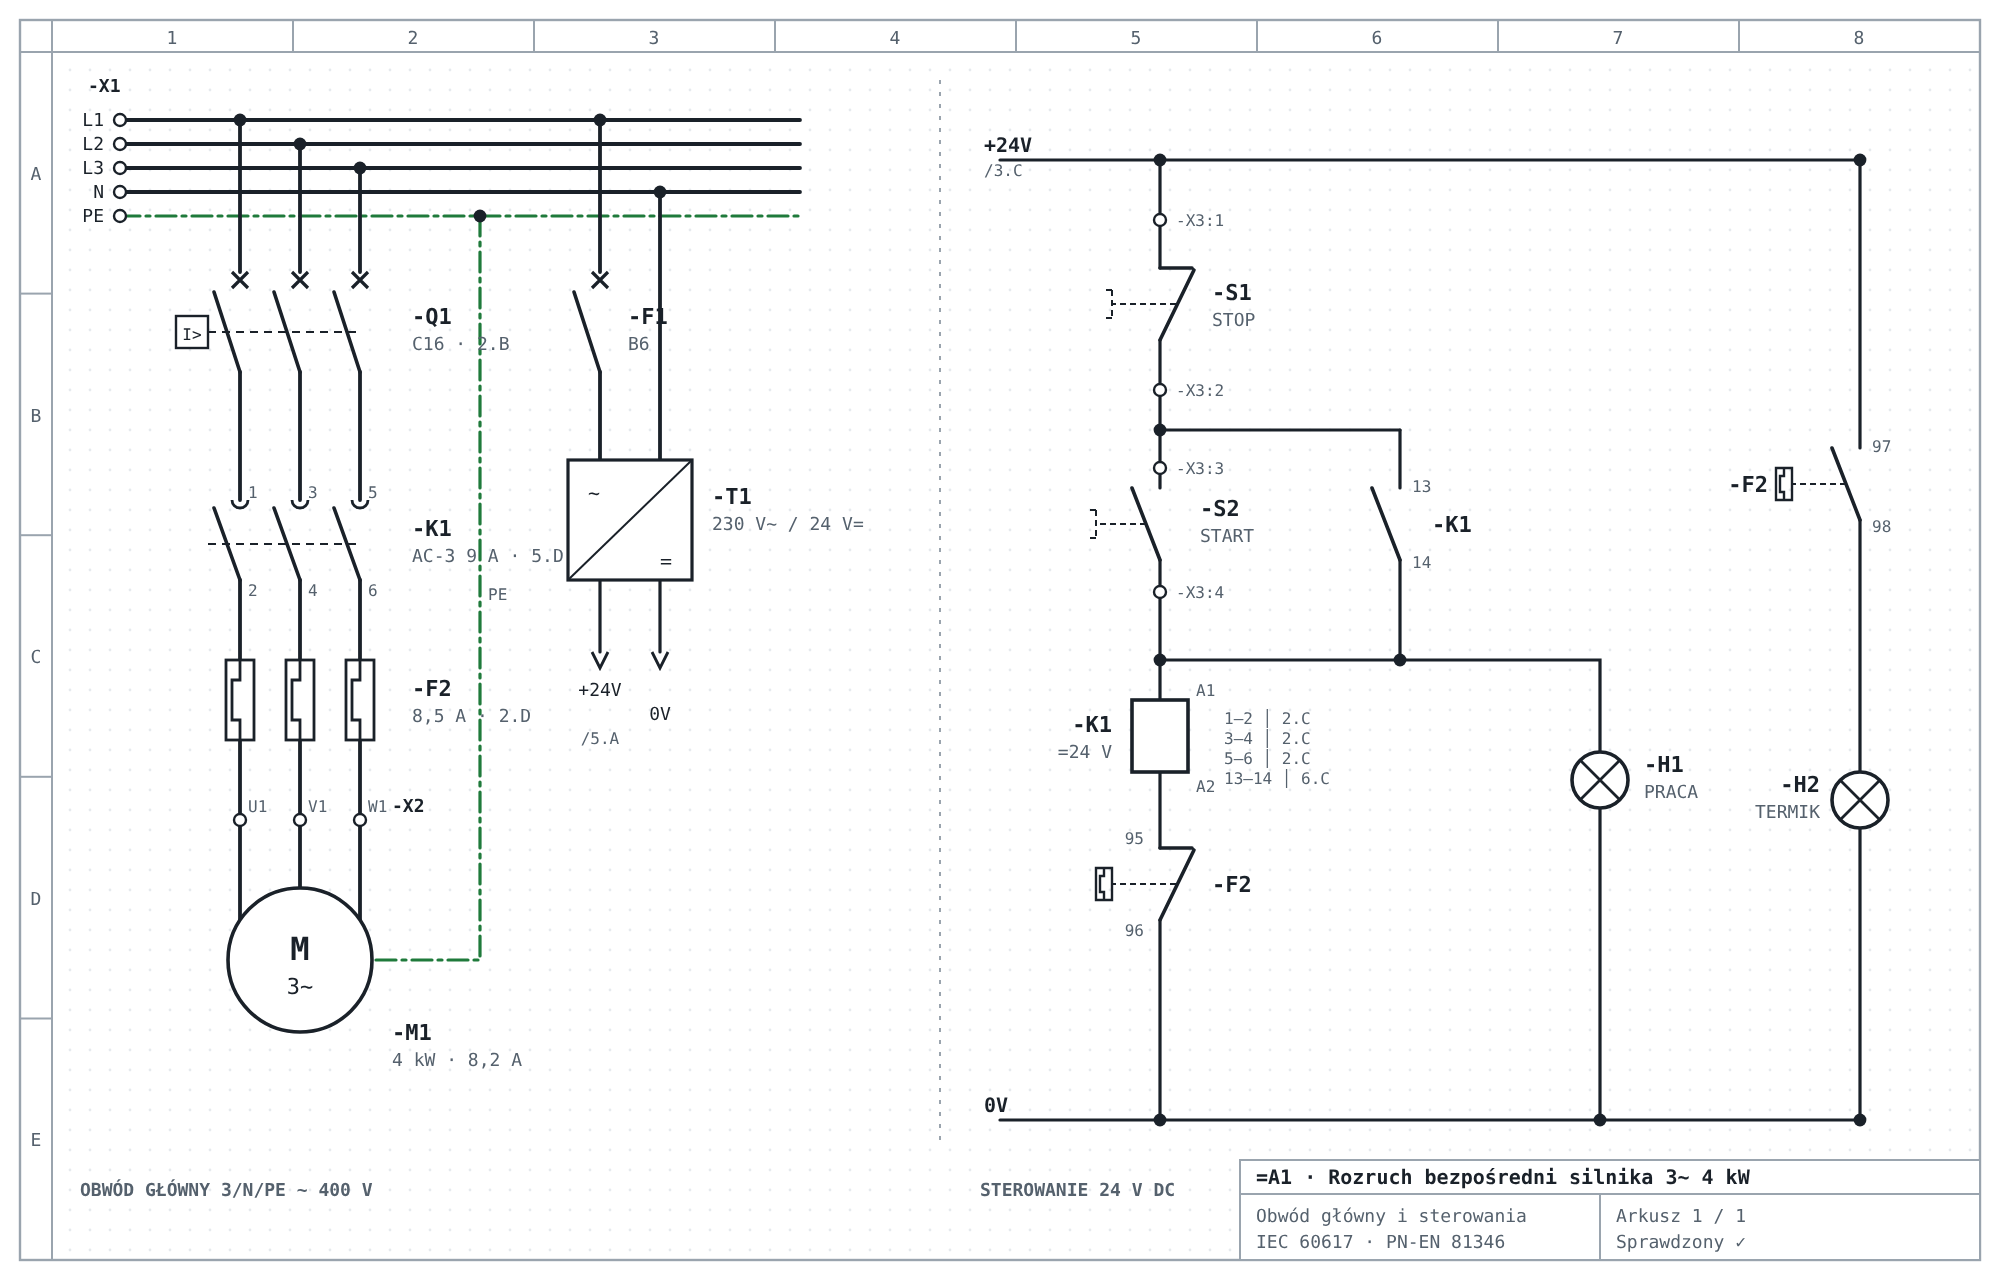 1 2 3 4 5 6 7 8
A
B
C
D
E
-X1
L1
L2
L3
N
PE
I>
-Q1
C16 · 2.B
-F1
B6
1 3 5
-K1
AC-3 9 A · 5.D
2 4 6
PE
~
=
-T1
230 V~ / 24 V=
+24V
0V
/5.A
-F2
8,5 A · 2.D
U1 V1 W1 -X2
M
3~
-M1
4 kW · 8,2 A
OBWÓD GŁÓWNY 3/N/PE ~ 400 V
+24V
/3.C
-X3:1
-S1
STOP
-X3:2
-X3:3
-S2
START
-X3:4
13
-K1
14
97
-F2
98
A1
-K1
=24 V
A2
1–2 │ 2.C
3–4 │ 2.C
5–6 │ 2.C
13–14 │ 6.C
95
-F2
96
-H1
PRACA
-H2
TERMIK
0V
STEROWANIE 24 V DC
=A1 · Rozruch bezpośredni silnika 3~ 4 kW
Obwód główny i sterowania
IEC 60617 · PN-EN 81346
Arkusz 1 / 1
Sprawdzony ✓